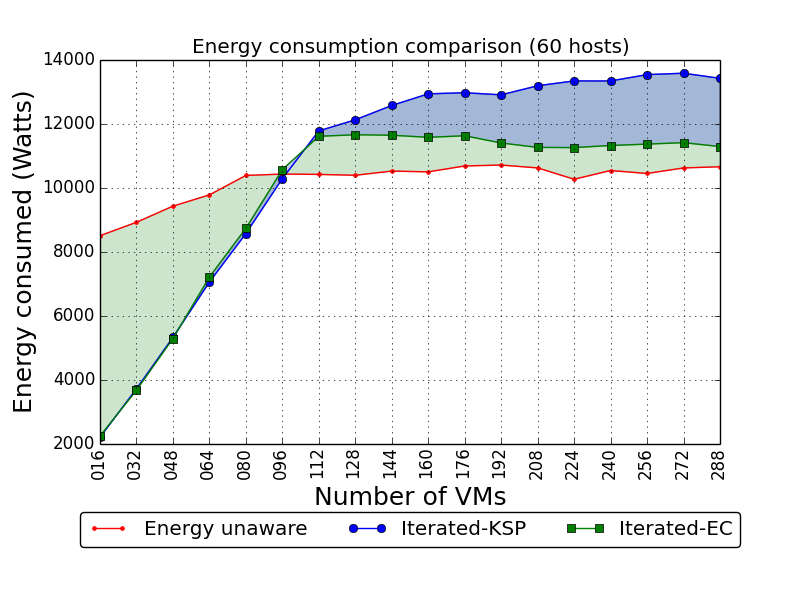 Energy consumption comparison (60 hosts)
14000
12000
10000
8000
6000
4000
2000
Energy consumed (Watts)
016 032 048 064 080 096 112 128 144 160 176 192 208 224 240 256 272 288
Number of VMs
Energy unaware Iterated-KSP Iterated-EC